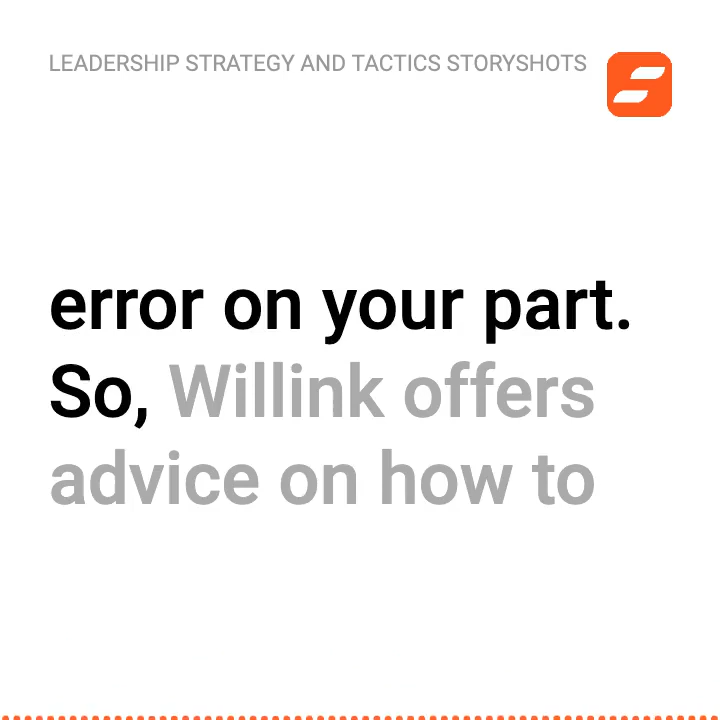 LEADERSHIP STRATEGY AND TACTICS STORYSHOTS
error on your part.
So, Willink offers
advice on how to